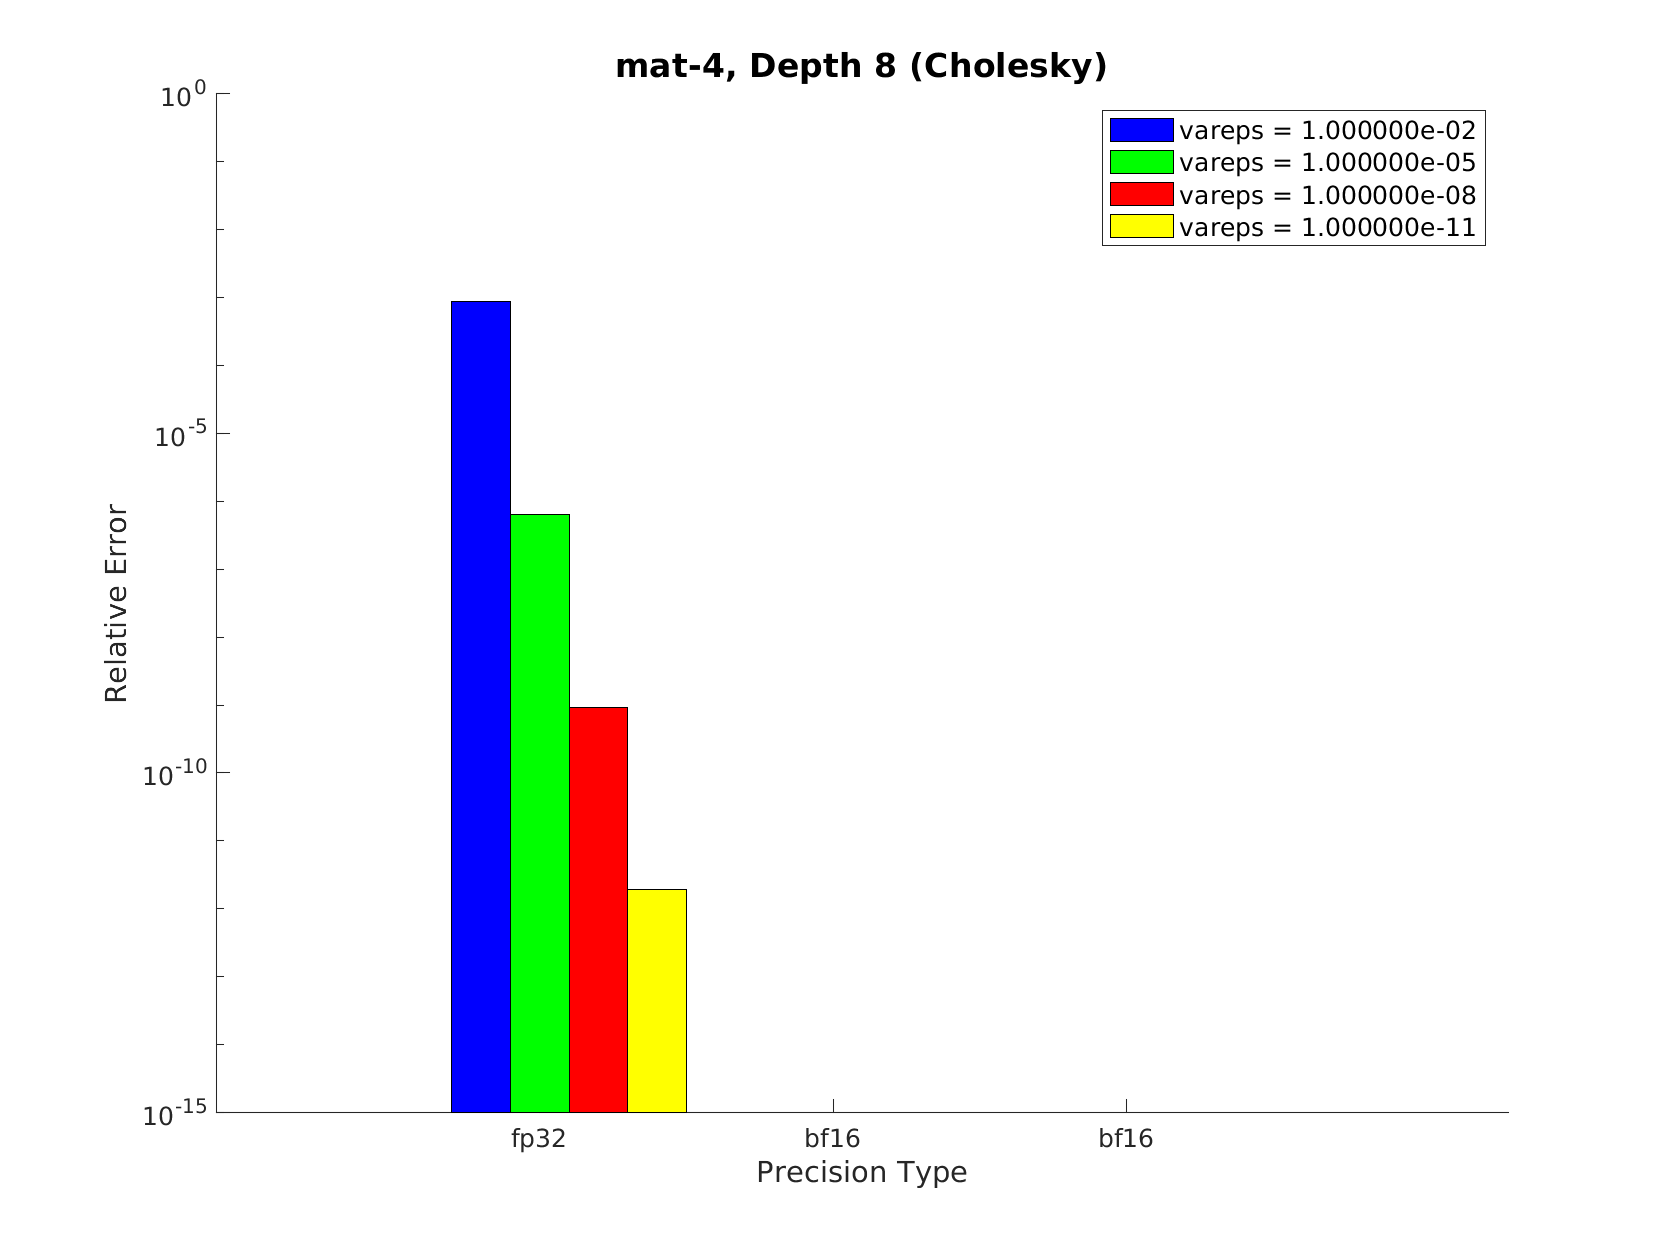 mat-4, Depth 8 (Cholesky)
10^0
vareps = 1.000000e-02
vareps = 1.000000e-05
vareps = 1.000000e-08
vareps = 1.000000e-11
10^-5
Relative Error
10^-10
10^-15
fp32 bf16 bf16
Precision Type